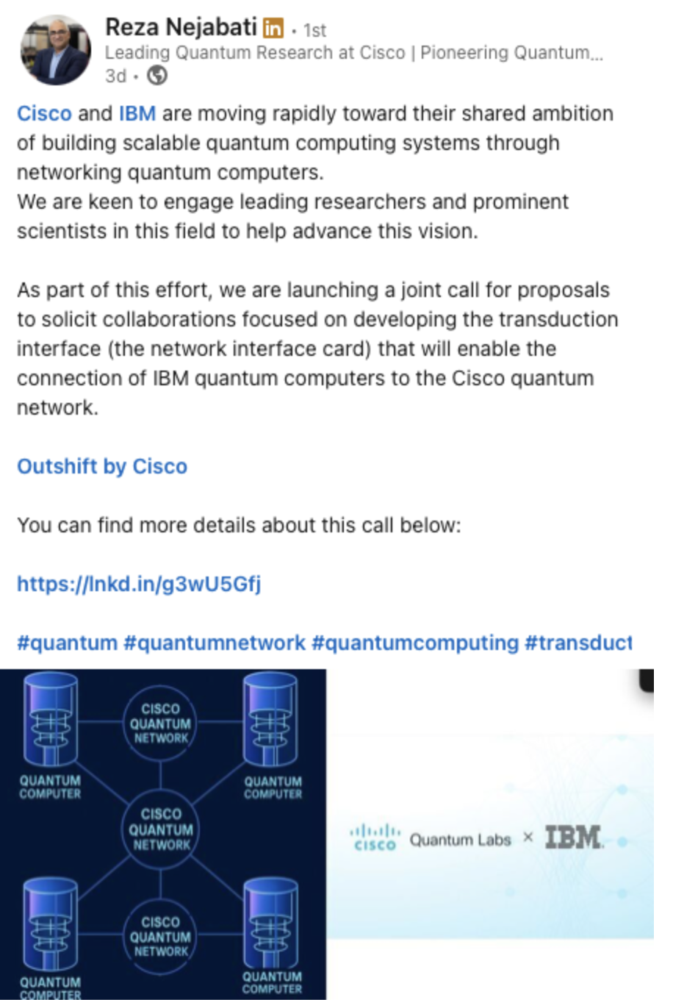 Reza Nejabati in • 1st
Leading Quantum Research at Cisco | Pioneering Quantum...
3d •
Cisco and IBM are moving rapidly toward their shared ambition
of building scalable quantum computing systems through
networking quantum computers.
We are keen to engage leading researchers and prominent
scientists in this field to help advance this vision.
As part of this effort, we are launching a joint call for proposals
to solicit collaborations focused on developing the transduction
interface (the network interface card) that will enable the
connection of IBM quantum computers to the Cisco quantum
network.
Outshift by Cisco
You can find more details about this call below:
https://lnkd.in/g3wU5Gfj
#quantum #quantumnetwork #quantumcomputing #transduct
CISCO
QUANTUM
NETWORK
QUANTUM
COMPUTER
QUANTUM
COMPUTER
CISCO
QUANTUM
NETWORK
CISCO
QUANTUM
NETWORK
QUANTUM
COMPUTER
QUANTUM
COMPUTER
CISCO Quantum Labs × IBM.